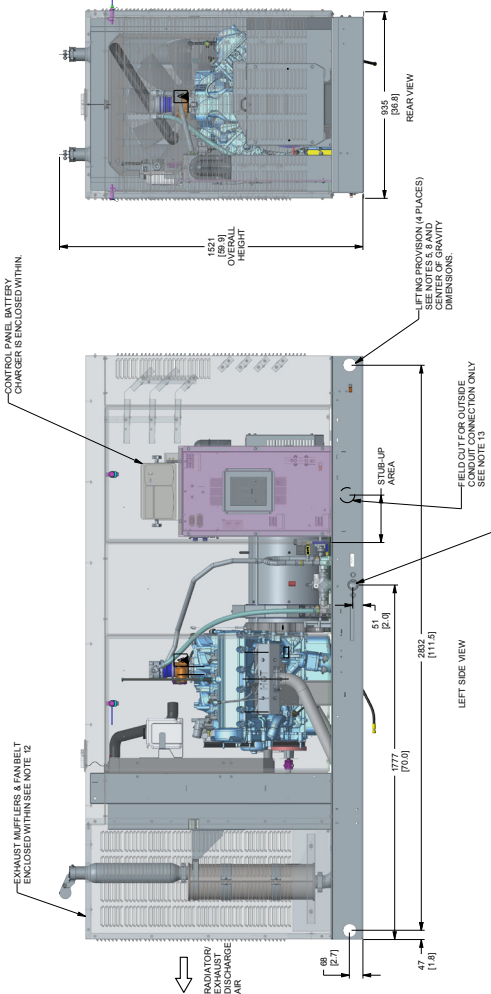 CONTROL PANEL BATTERY
CHARGER IS ENCLOSED WITHIN.
EXHAUST MUFFLERS & FAN BELT
ENCLOSED WITHIN SEE NOTE 12
RADIATOR/
EXHAUST
DISCHARGE
AIR
68
[2.7]
47
[1.8]
1777
[70.0]
2832
[111.5]
51
[2.0]
STUB-UP
AREA
FIELD CUT FOR OUTSIDE
CONDUIT CONNECTION ONLY
SEE NOTE 13
LIFTING PROVISION (4 PLACES)
SEE NOTES 5, 8 AND
CENTER OF GRAVITY
DIMENSIONS.
LEFT SIDE VIEW
1521
[59.9]
OVERALL
HEIGHT
935
[36.8]
REAR VIEW